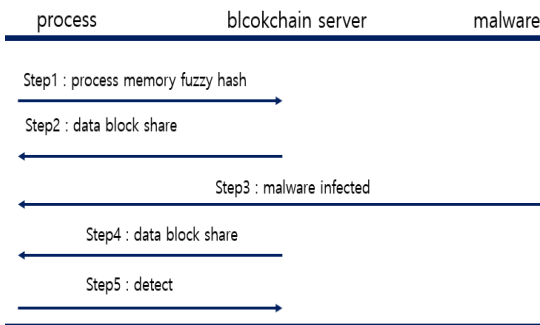 process blcokchain server malware
Step1 : process memory fuzzy hash
Step2 : data block share
Step3 : malware infected
Step4 : data block share
Step5 : detect